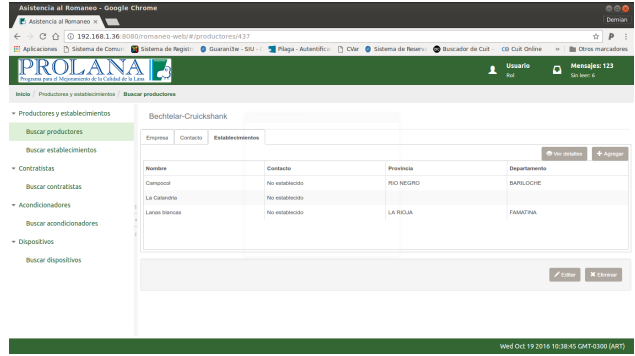 Asistencia al Romaneo - Google Chrome
Asistencia al Romaneo ×
Demian
192.168.1.36:8080/romaneo-web/#/productores/437
Aplicaciones Sistema de Comun Sistema de Registr Guarani3w - SIU - Pilaga - Autentifica CVar Sistema de Reserva Buscador de Cuit - CO Cuit Online » Otros marcadores
PROLANA
Programa para el Mejoramiento de la Calidad de la Lana
Usuario
Rol
Mensajes: 123
Sin leer: 6
Inicio / Productores y establecimientos / Buscar productores
Productores y establecimientos
Buscar productores
Buscar establecimientos
Contratistas
Buscar contratistas
Acondicionadores
Buscar acondicionadores
Dispositivos
Buscar dispositivos
Bechtelar-Cruickshank
Empresa Contacto Establecimientos
Ver detalles Agregar
Nombre Contacto Provincia Departamento
Campocol No establecido RIO NEGRO BARILOCHE
La Calandria No establecido
Lanas blancas No establecido LA RIOJA FAMATINA
Editar Eliminar
Wed Oct 19 2016 10:38:45 GMT-0300 (ART)